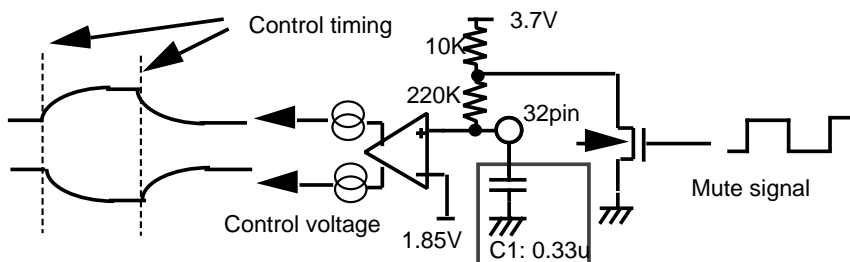 Control timing
3.7V
10K
220K
32pin
+
−
Control voltage
1.85V
C1: 0.33u
Mute signal